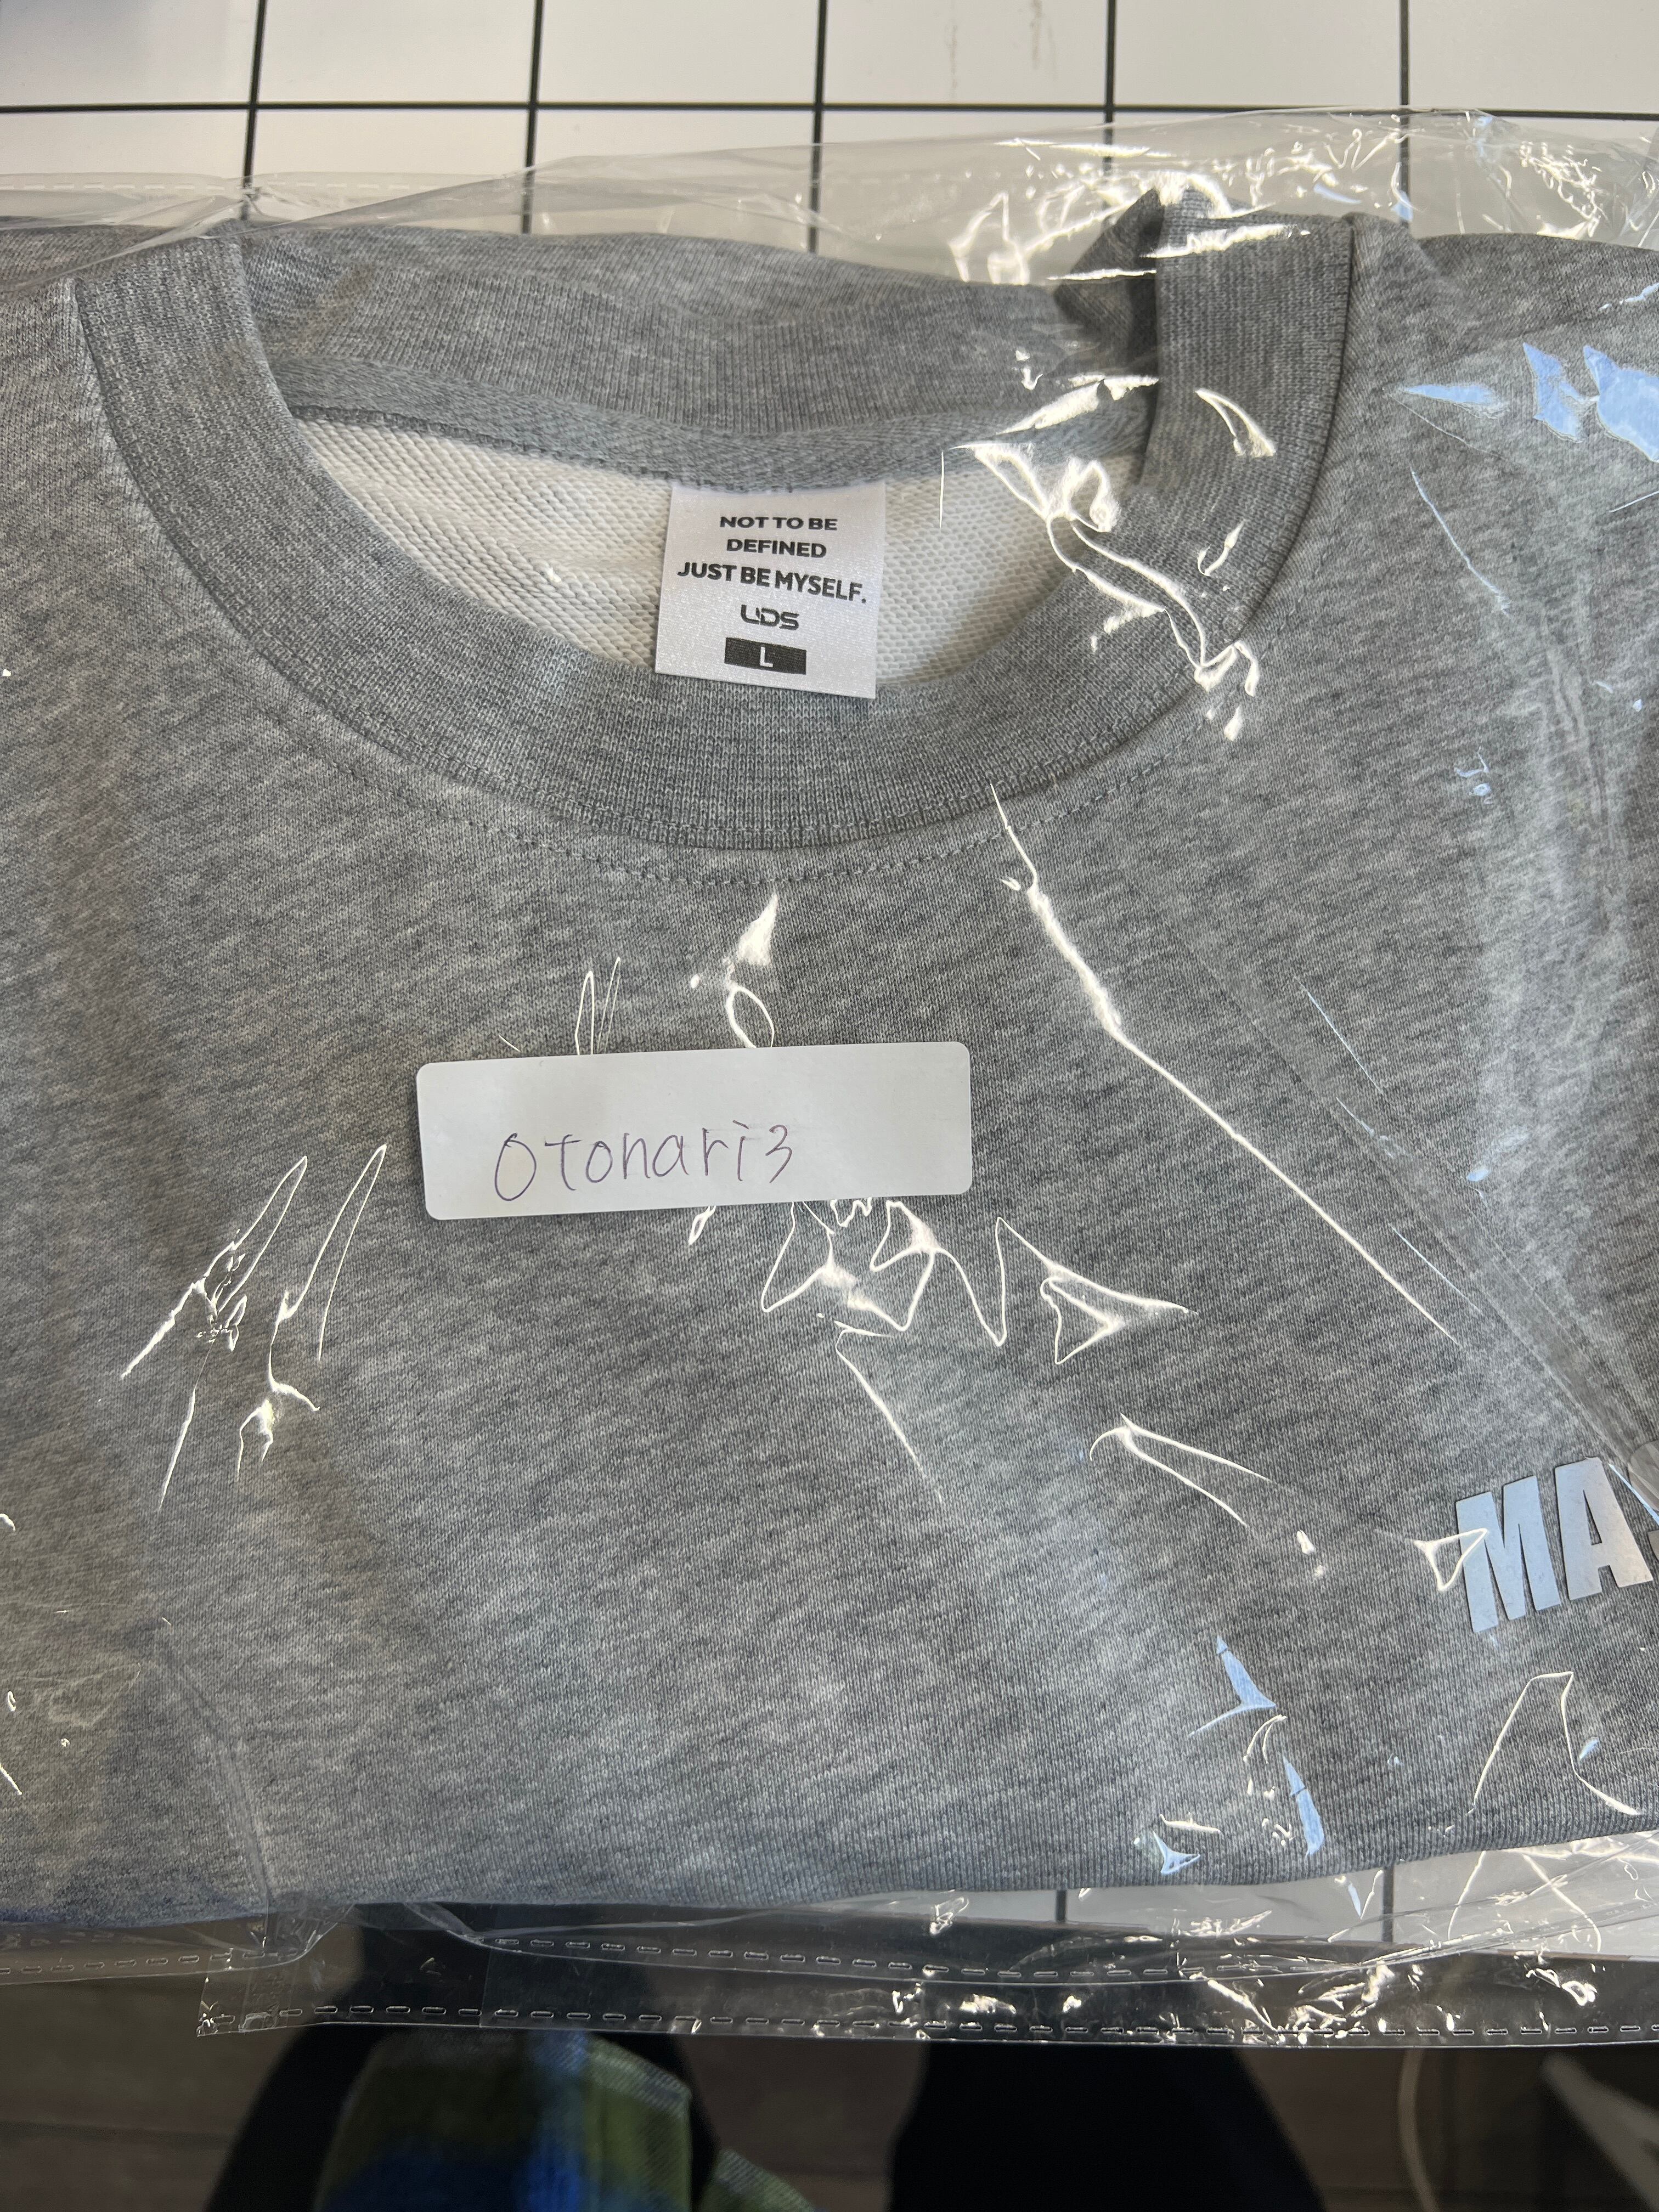 NOT TO BE
DEFINED
JUST BE MYSELF.
UDS
L
otonari3
MA